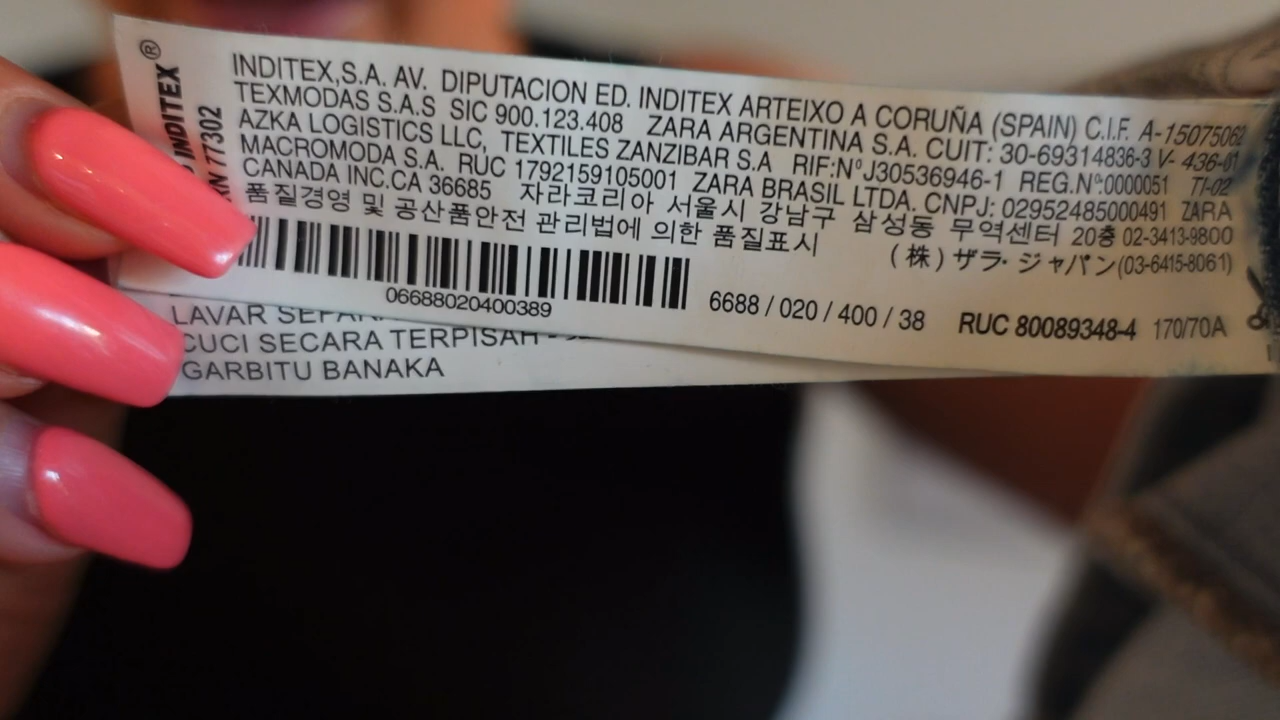 ® INDITEX
RN 77302
INDITEX,S.A. AV. DIPUTACION ED. INDITEX ARTEIXO A CORUÑA (SPAIN) C.I.F. A-15075062
TEXMODAS S.A.S SIC 900.123.408 ZARA ARGENTINA S.A. CUIT: 30-69314836-3 V- 436-01
AZKA LOGISTICS LLC, TEXTILES ZANZIBAR S.A RIF:NºJ30536946-1 REG.Nº:0000051 TI-02
MACROMODA S.A. RUC 1792159105001 ZARA BRASIL LTDA. CNPJ: 02952485000491 ZARA
CANADA INC.CA 36685 자라코리아 서울시 강남구 삼성동 무역센터 20층 02-3413-9800
품질경영 및 공산품안전 관리법에 의한 품질표시 (株) ザラ・ジャパン(03-6415-8061)
06688020400389
6688 / 020 / 400 / 38 RUC 80089348-4 170/70A
LAVAR
CUCI SECARA TERPISAH -
GARBITU BANAKA